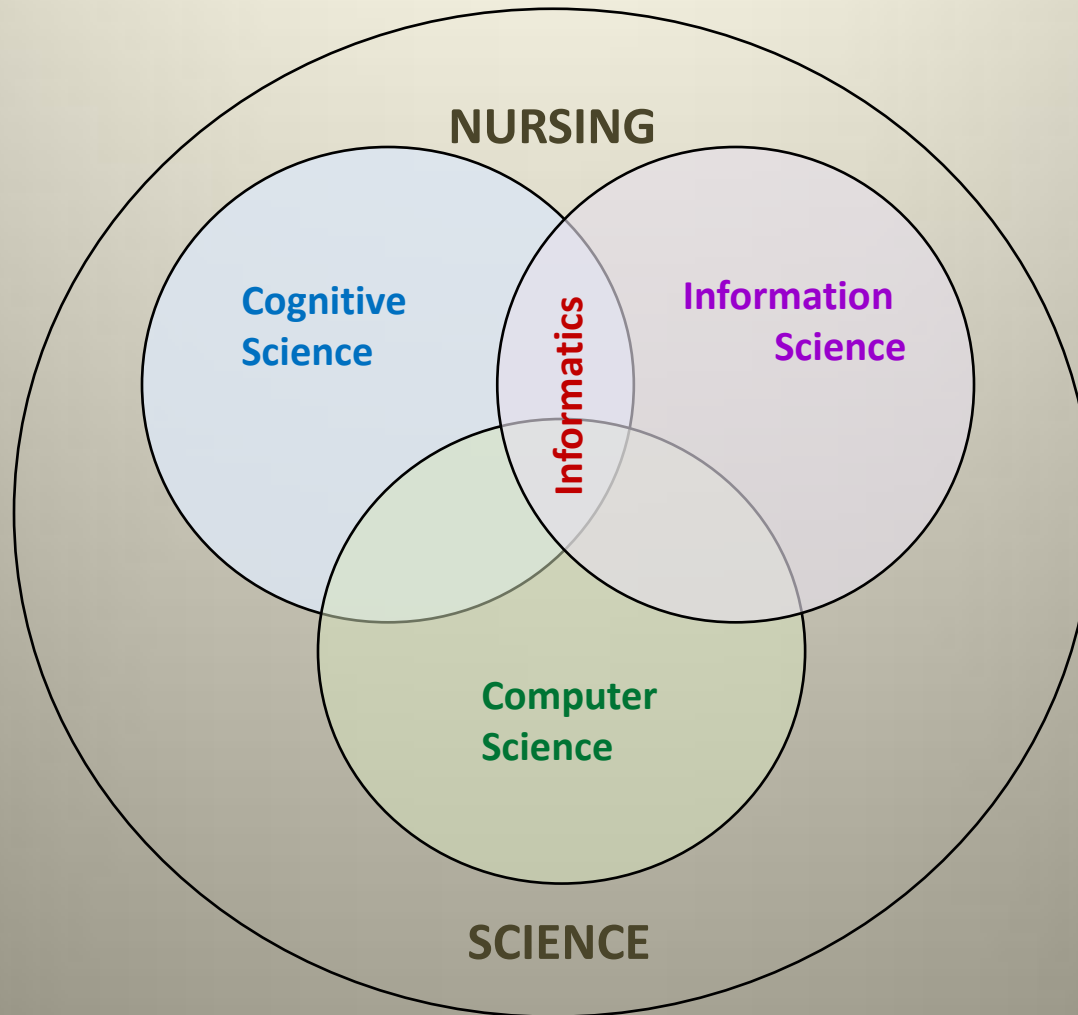 NURSING
Cognitive
Science
Information
Science
Informatics
Computer
Science
SCIENCE